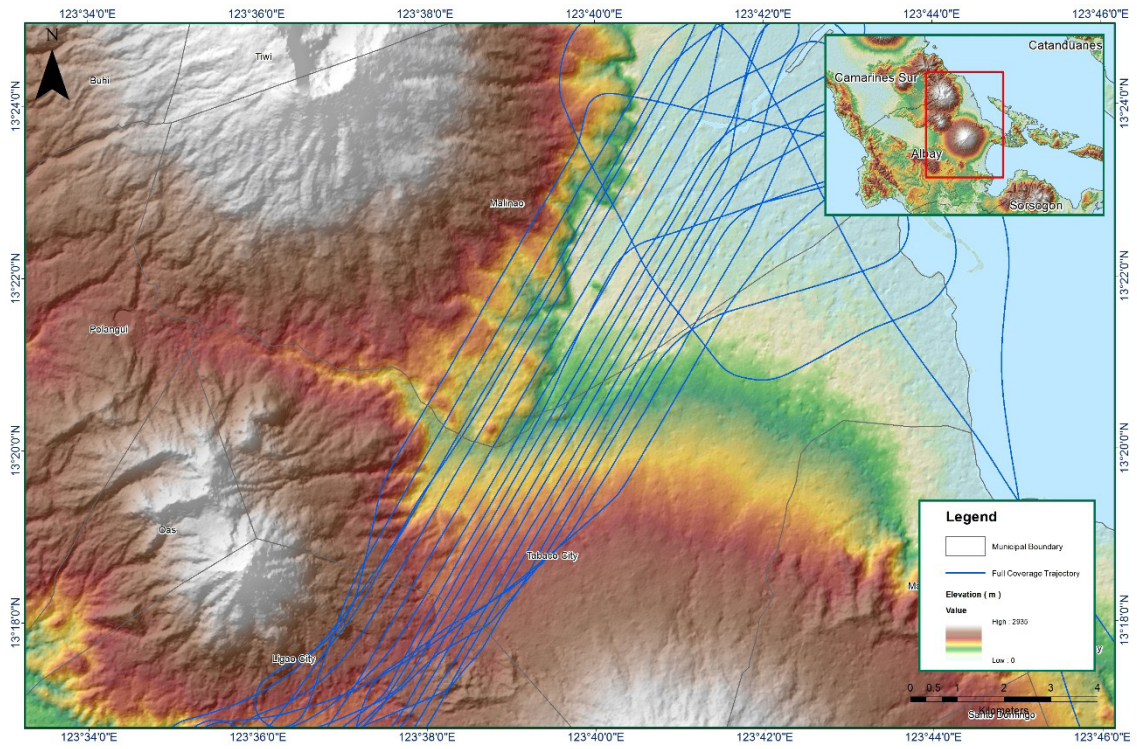 123°34'0"E 123°36'0"E 123°38'0"E 123°40'0"E 123°42'0"E 123°44'0"E 123°46'0"E
N
Tiwi
Buhi
13°24'0"N
13°24'0"N
Catanduanes
Camarines Sur
Albay
Sorsogon
Malinao
13°22'0"N
13°22'0"N
Polangui
13°20'0"N
13°20'0"N
Oas
Tabaco City
Ligao City
13°18'0"N
13°18'0"N
Ma
y
Legend
Municipal Boundary
Full Coverage Trajectory
Elevation ( m )
Value
High : 2935
Low : 0
0 0.5 1 2 3 4
Kilometers
Santo Domingo
123°34'0"E 123°36'0"E 123°38'0"E 123°40'0"E 123°42'0"E 123°44'0"E 123°46'0"E